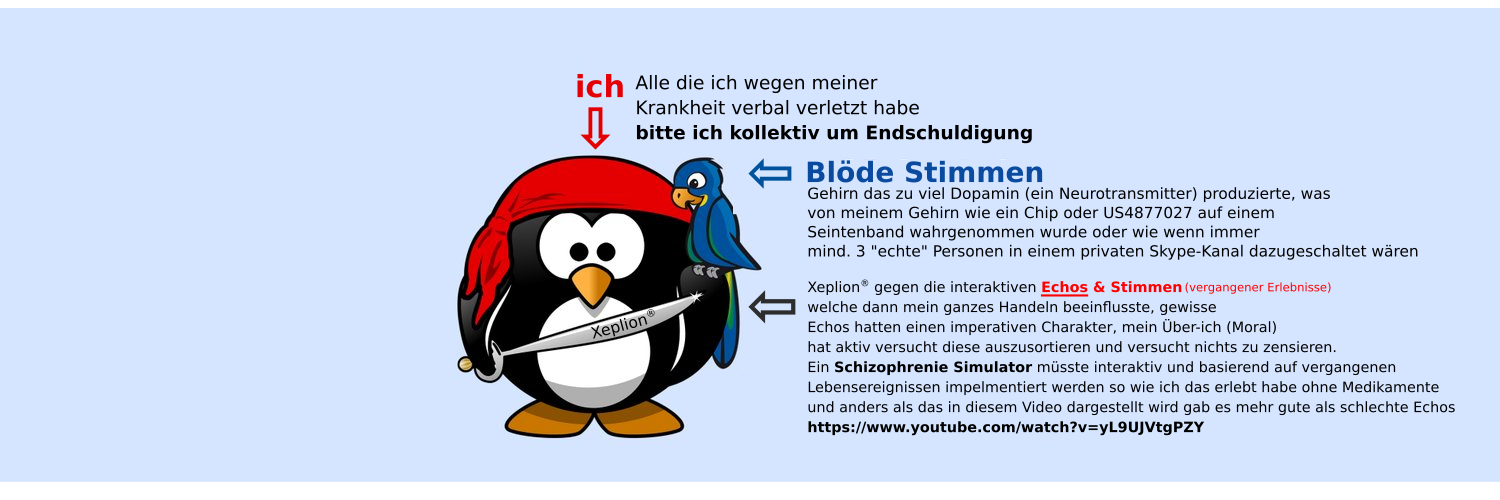 ich
Alle die ich wegen meiner
Krankheit verbal verletzt habe
bitte ich kollektiv um Endschuldigung
Blöde Stimmen
Gehirn das zu viel Dopamin (ein Neurotransmitter) produzierte, was
von meinem Gehirn wie ein Chip oder US4877027 auf einem
Seintenband wahrgenommen wurde oder wie wenn immer
mind. 3 "echte" Personen in einem privaten Skype-Kanal dazugeschaltet wären
Xeplion® gegen die interaktiven Echos & Stimmen (vergangener Erlebnisse)
welche dann mein ganzes Handeln beeinflusste, gewisse
Echos hatten einen imperativen Charakter, mein Über-ich (Moral)
hat aktiv versucht diese auszusortieren und versucht nichts zu zensieren.
Ein Schizophrenie Simulator müsste interaktiv und basierend auf vergangenen
Lebensereignissen impelmentiert werden so wie ich das erlebt habe ohne Medikamente
und anders als das in diesem Video dargestellt wird gab es mehr gute als schlechte Echos
https://www.youtube.com/watch?v=yL9UJVtgPZY
Xeplion®